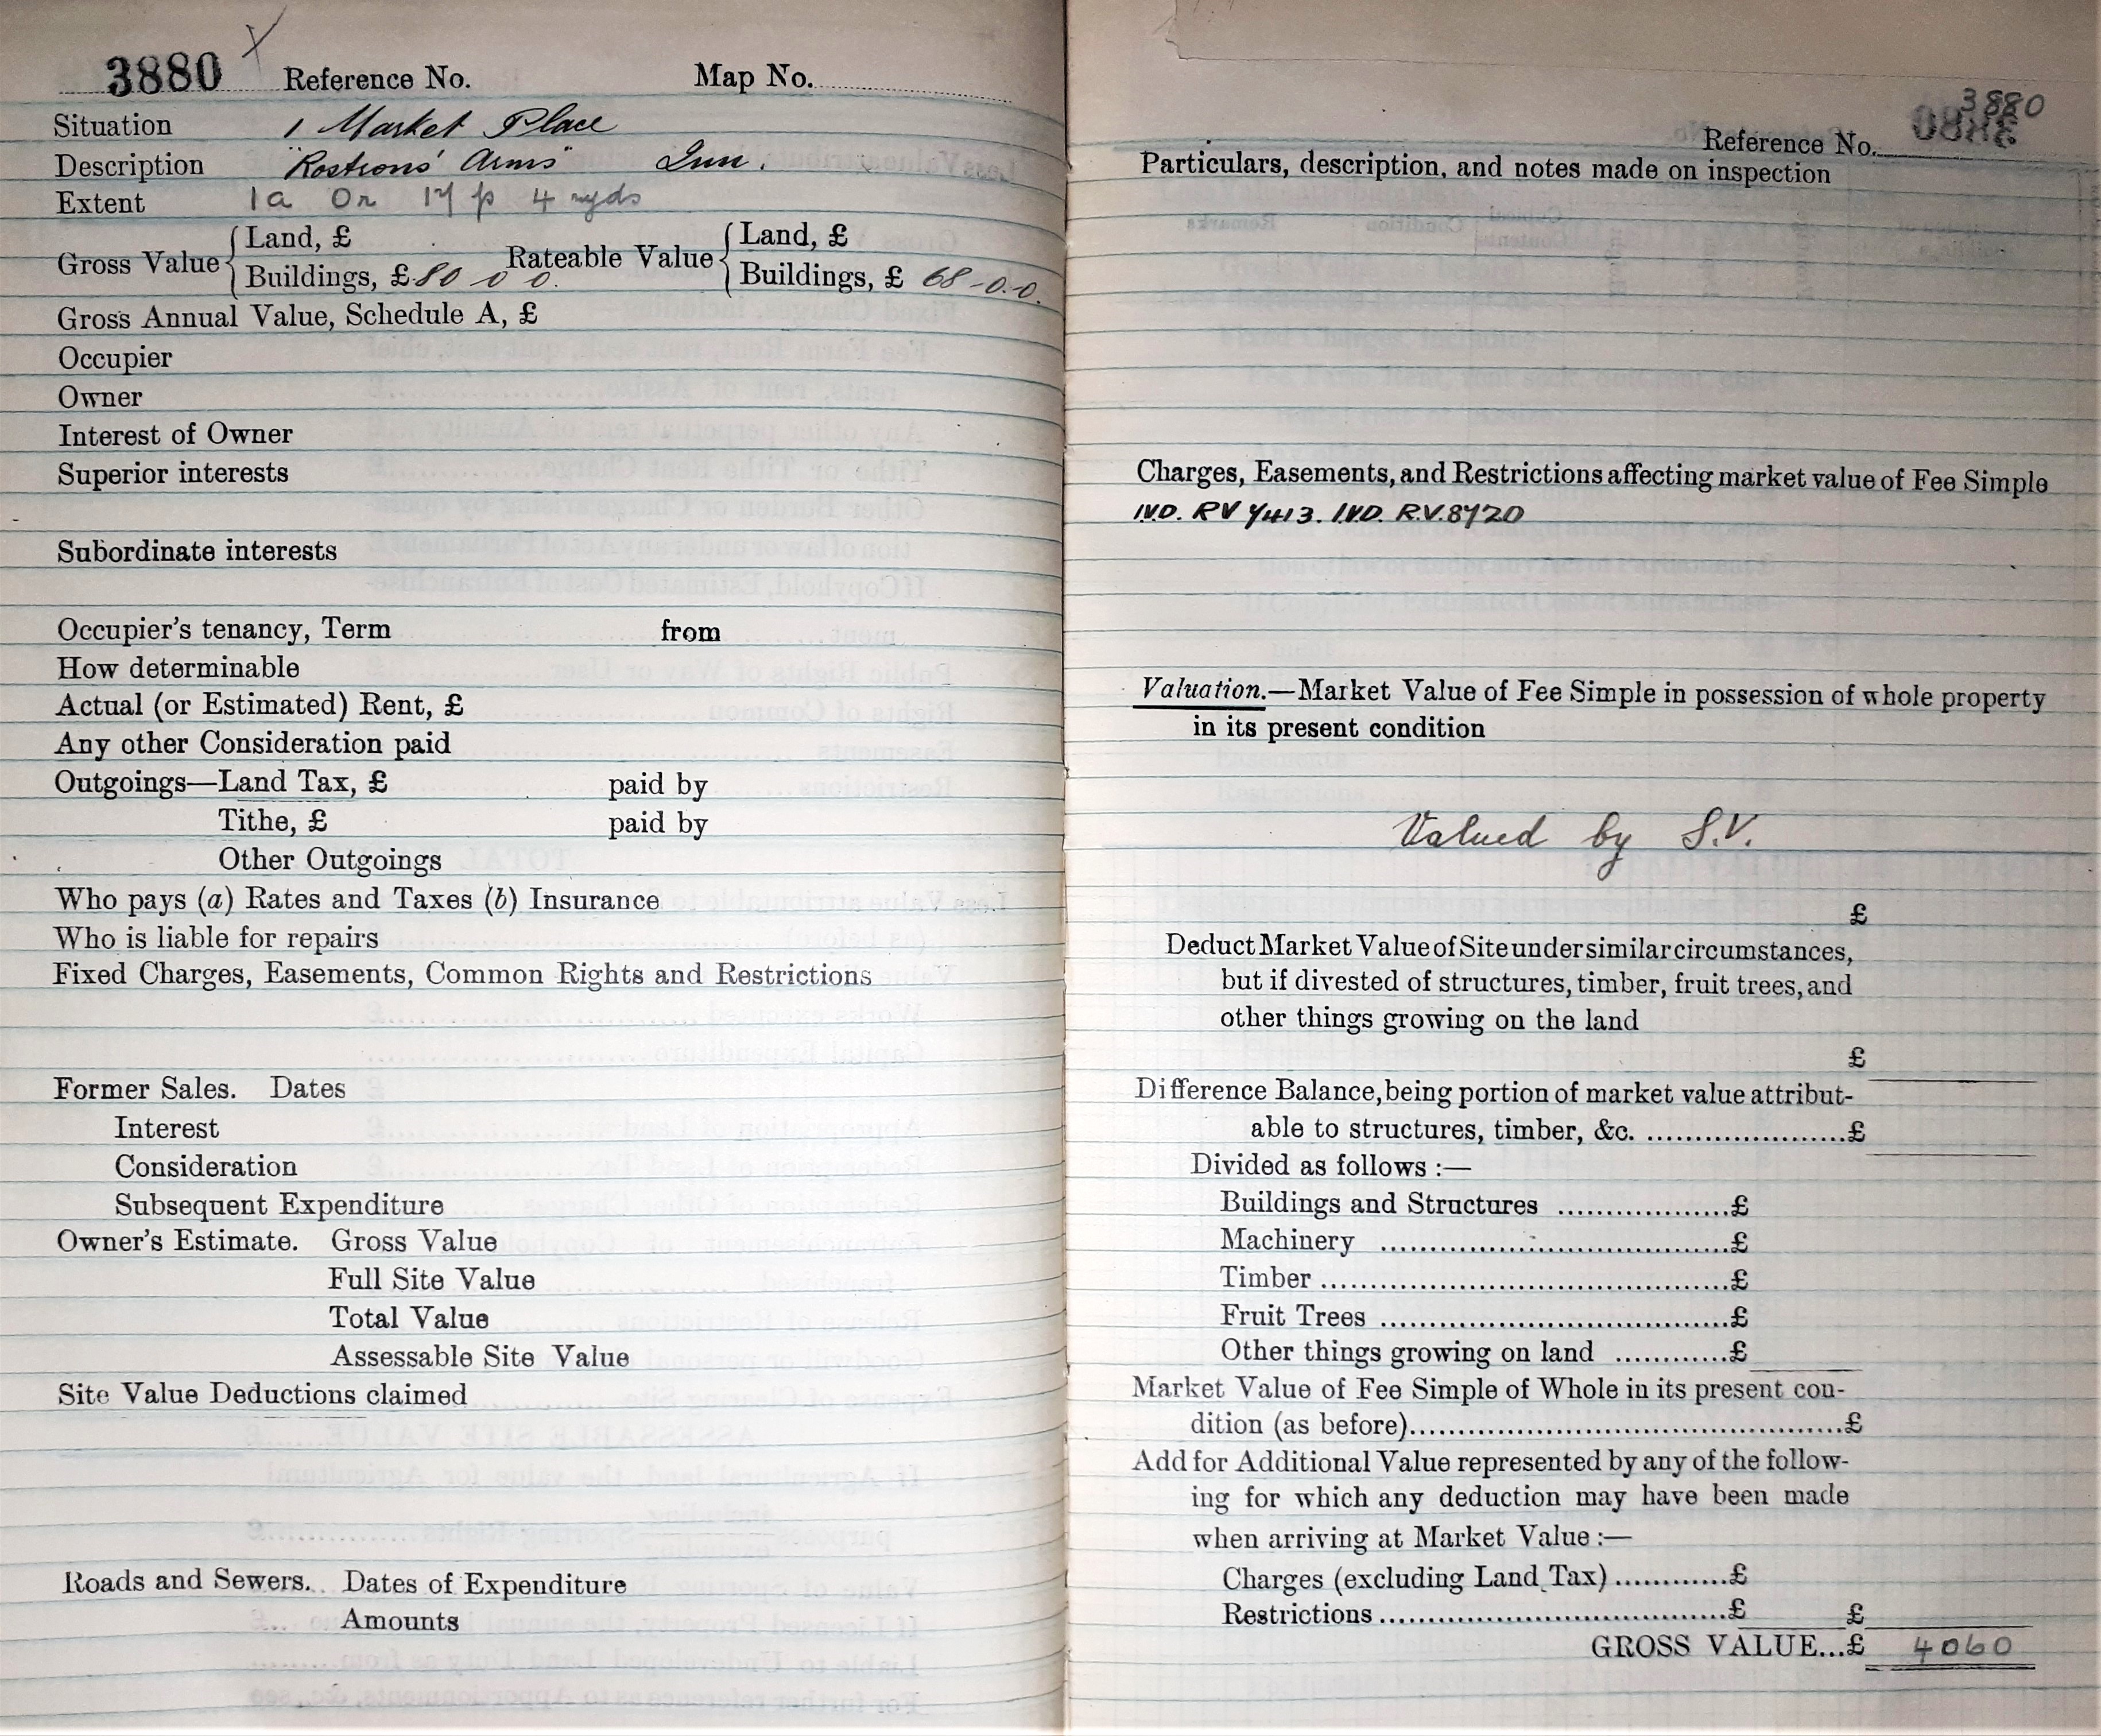 3880 Reference No. Map No.
Situation 1 Market Place
Description "Rostrons' Arms" Inn.
Extent 1a 0r 17p 4 yds
Gross Value { Land, £ Rateable Value { Land, £
Buildings, £ 80 - 0 - 0. Buildings, £ 68 - 0. 0.
Gross Annual Value, Schedule A, £
Occupier
Owner
Interest of Owner
Superior interests
Subordinate interests
Occupier's tenancy, Term from
How determinable
Actual (or Estimated) Rent, £
Any other Consideration paid
Outgoings—Land Tax, £ paid by
Tithe, £ paid by
Other Outgoings
Who pays (a) Rates and Taxes (b) Insurance
Who is liable for repairs
Fixed Charges, Easements, Common Rights and Restrictions
Former Sales. Dates
Interest
Consideration
Subsequent Expenditure
Owner's Estimate. Gross Value
Full Site Value
Total Value
Assessable Site Value
Site Value Deductions claimed
Roads and Sewers. Dates of Expenditure
Amounts
Reference No. 3880
Particulars, description, and notes made on inspection
Charges, Easements, and Restrictions affecting market value of Fee Simple
IVD. RV 7413. IVD. R.V. 8720
Valuation.—Market Value of Fee Simple in possession of whole property
in its present condition
Valued by S.V.
£
Deduct Market Value of Site under similar circumstances,
but if divested of structures, timber, fruit trees, and
other things growing on the land
£
Difference Balance, being portion of market value attribut-
able to structures, timber, &c. ......................£
Divided as follows :—
Buildings and Structures ...................£
Machinery ...................................£
Timber .........................................£
Fruit Trees ...................................£
Other things growing on land ............£
Market Value of Fee Simple of Whole in its present con-
dition (as before)............................................£
Add for Additional Value represented by any of the follow-
ing for which any deduction may have been made
when arriving at Market Value :—
Charges (excluding Land Tax) ............£
Restrictions ...................................£ £
GROSS VALUE...£ 4060